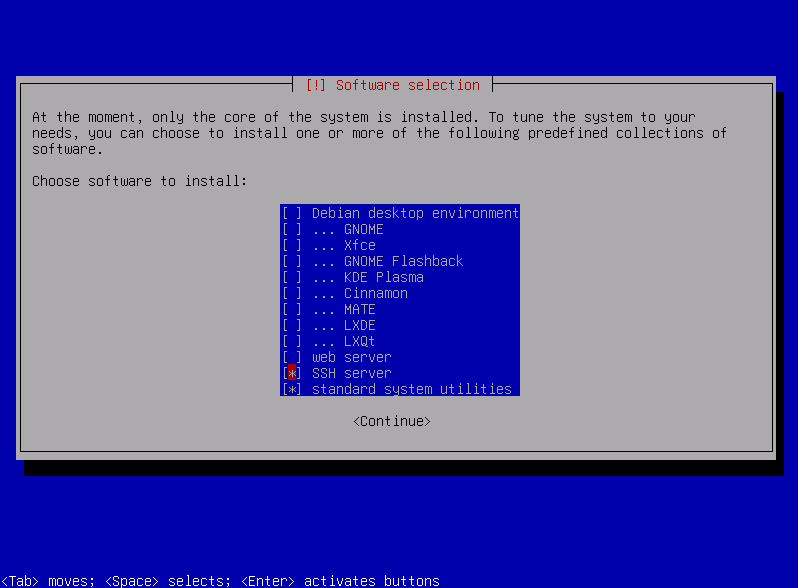 [!] Software selection
At the moment, only the core of the system is installed. To tune the system to your
needs, you can choose to install one or more of the following predefined collections of
software.
Choose software to install:
[ ] Debian desktop environment
[ ] ... GNOME
[ ] ... Xfce
[ ] ... GNOME Flashback
[ ] ... KDE Plasma
[ ] ... Cinnamon
[ ] ... MATE
[ ] ... LXDE
[ ] ... LXQt
[ ] web server
[*] SSH server
[*] standard system utilities
<Continue>
<Tab> moves; <Space> selects; <Enter> activates buttons